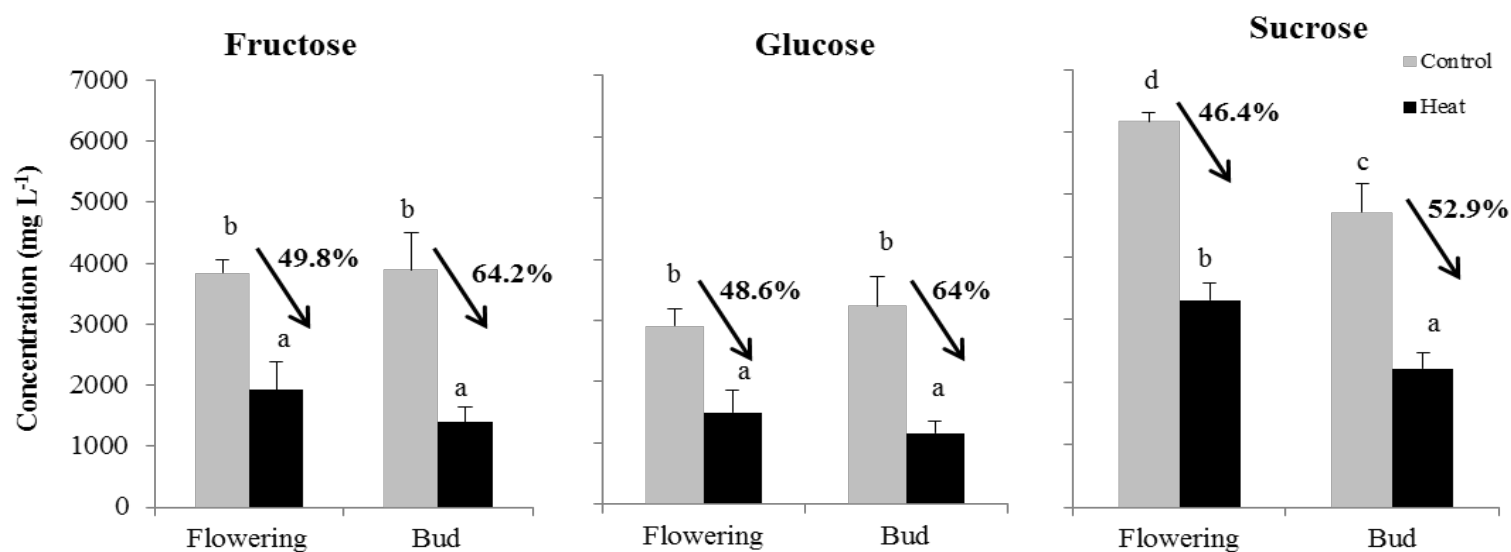 Fructose
Glucose
Sucrose
Control
Heat
Concentration (mg L-1)
7000
6000
5000
4000
3000
2000
1000
0
b
49.8%
a
b
64.2%
a
Flowering
Bud
b
48.6%
a
b
64%
a
Flowering
Bud
d
46.4%
b
c
52.9%
a
Flowering
Bud